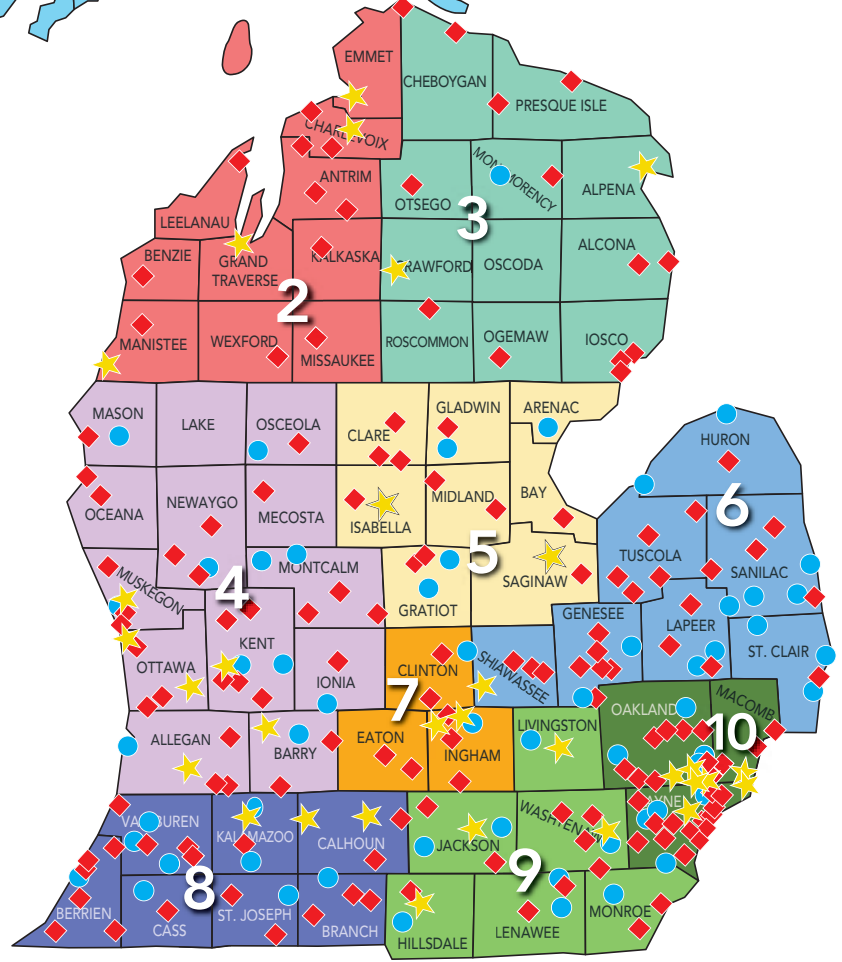 EMMET
CHEBOYGAN
PRESQUE ISLE
CHARLEVOIX
ANTRIM
OTSEGO
MONTMORENCY
ALPENA
3
LEELANAU
BENZIE
GRAND
TRAVERSE
KALKASKA
CRAWFORD
OSCODA
ALCONA
2
MANISTEE
WEXFORD
MISSAUKEE
ROSCOMMON
OGEMAW
IOSCO
MASON
LAKE
OSCEOLA
CLARE
GLADWIN
ARENAC
HURON
OCEANA
NEWAYGO
MECOSTA
ISABELLA
MIDLAND
BAY
6
TUSCOLA
SANILAC
5
MUSKEGON
4
MONTCALM
GRATIOT
SAGINAW
GENESEE
LAPEER
ST. CLAIR
OTTAWA
KENT
IONIA
CLINTON
SHIAWASSEE
7
OAKLAND
MACOMB
10
ALLEGAN
BARRY
EATON
INGHAM
LIVINGSTON
VAN BUREN
KALAMAZOO
CALHOUN
JACKSON
WASHTENAW
WAYNE
8
9
BERRIEN
CASS
ST. JOSEPH
BRANCH
HILLSDALE
LENAWEE
MONROE